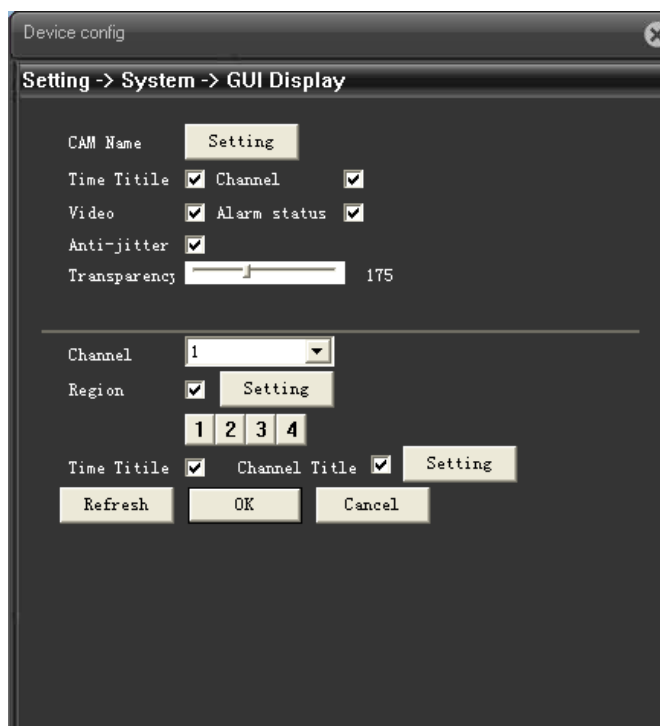 Device config
Setting -> System -> GUI Display
CAM Name Setting
Time Titile Channel
Video Alarm status
Anti-jitter
Transparency 175
Channel 1
Region Setting
1 2 3 4
Time Titile Channel Title Setting
Refresh OK Cancel